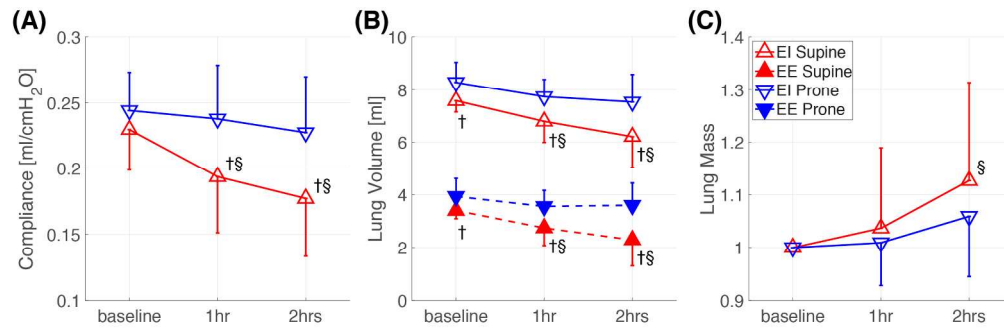 (A)
Compliance [ml/cmH₂O]
0.3
0.25
0.2
0.15
0.1
†§
†§
baseline 1hr 2hrs
(B)
Lung Volume [ml]
10
8
6
4
2
0
†
†§
†§
†
†§
†§
baseline 1hr 2hrs
(C)
Lung Mass
1.4
1.3
1.2
1.1
1
0.9
EI Supine
EE Supine
EI Prone
EE Prone
§
baseline 1hr 2hrs